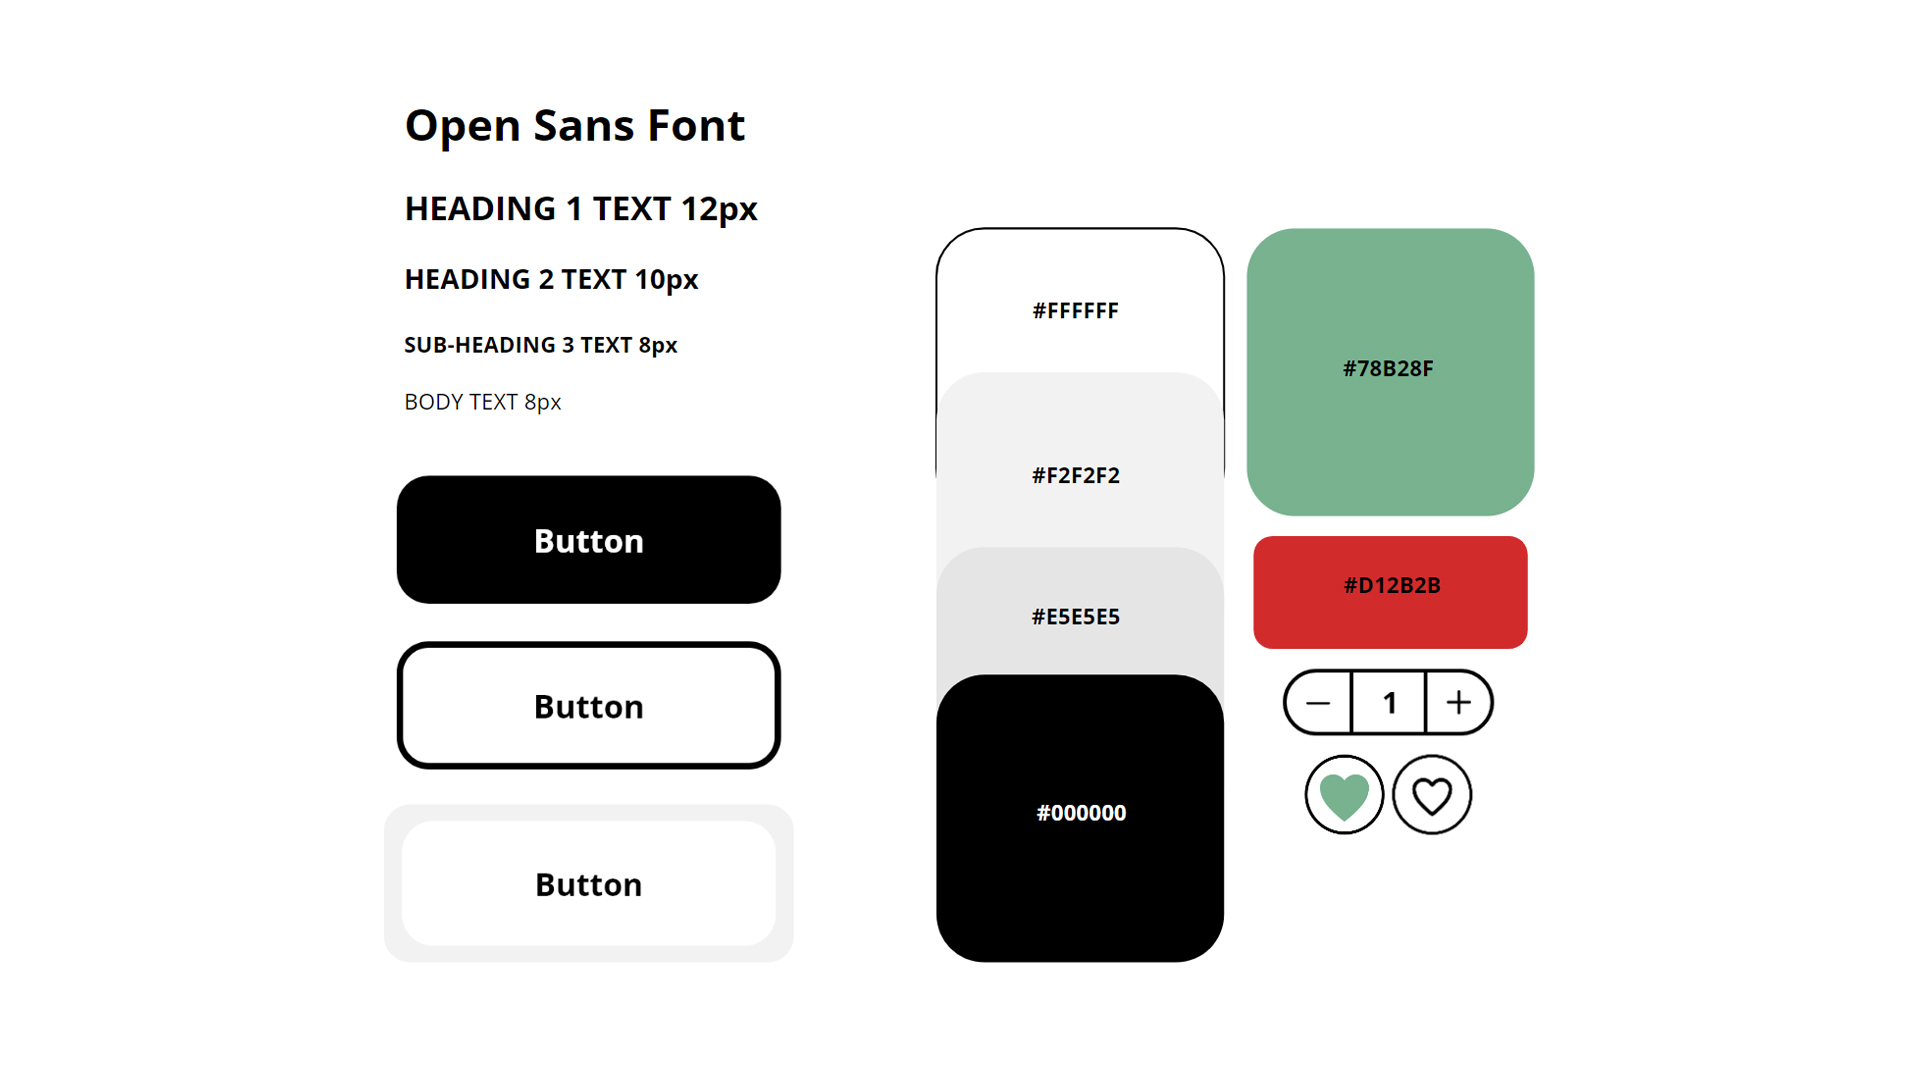 Open Sans Font
HEADING 1 TEXT 12px
HEADING 2 TEXT 10px
SUB-HEADING 3 TEXT 8px
BODY TEXT 8px
Button
Button
Button
#FFFFFF
#F2F2F2
#E5E5E5
#000000
#78B28F
#D12B2B
1